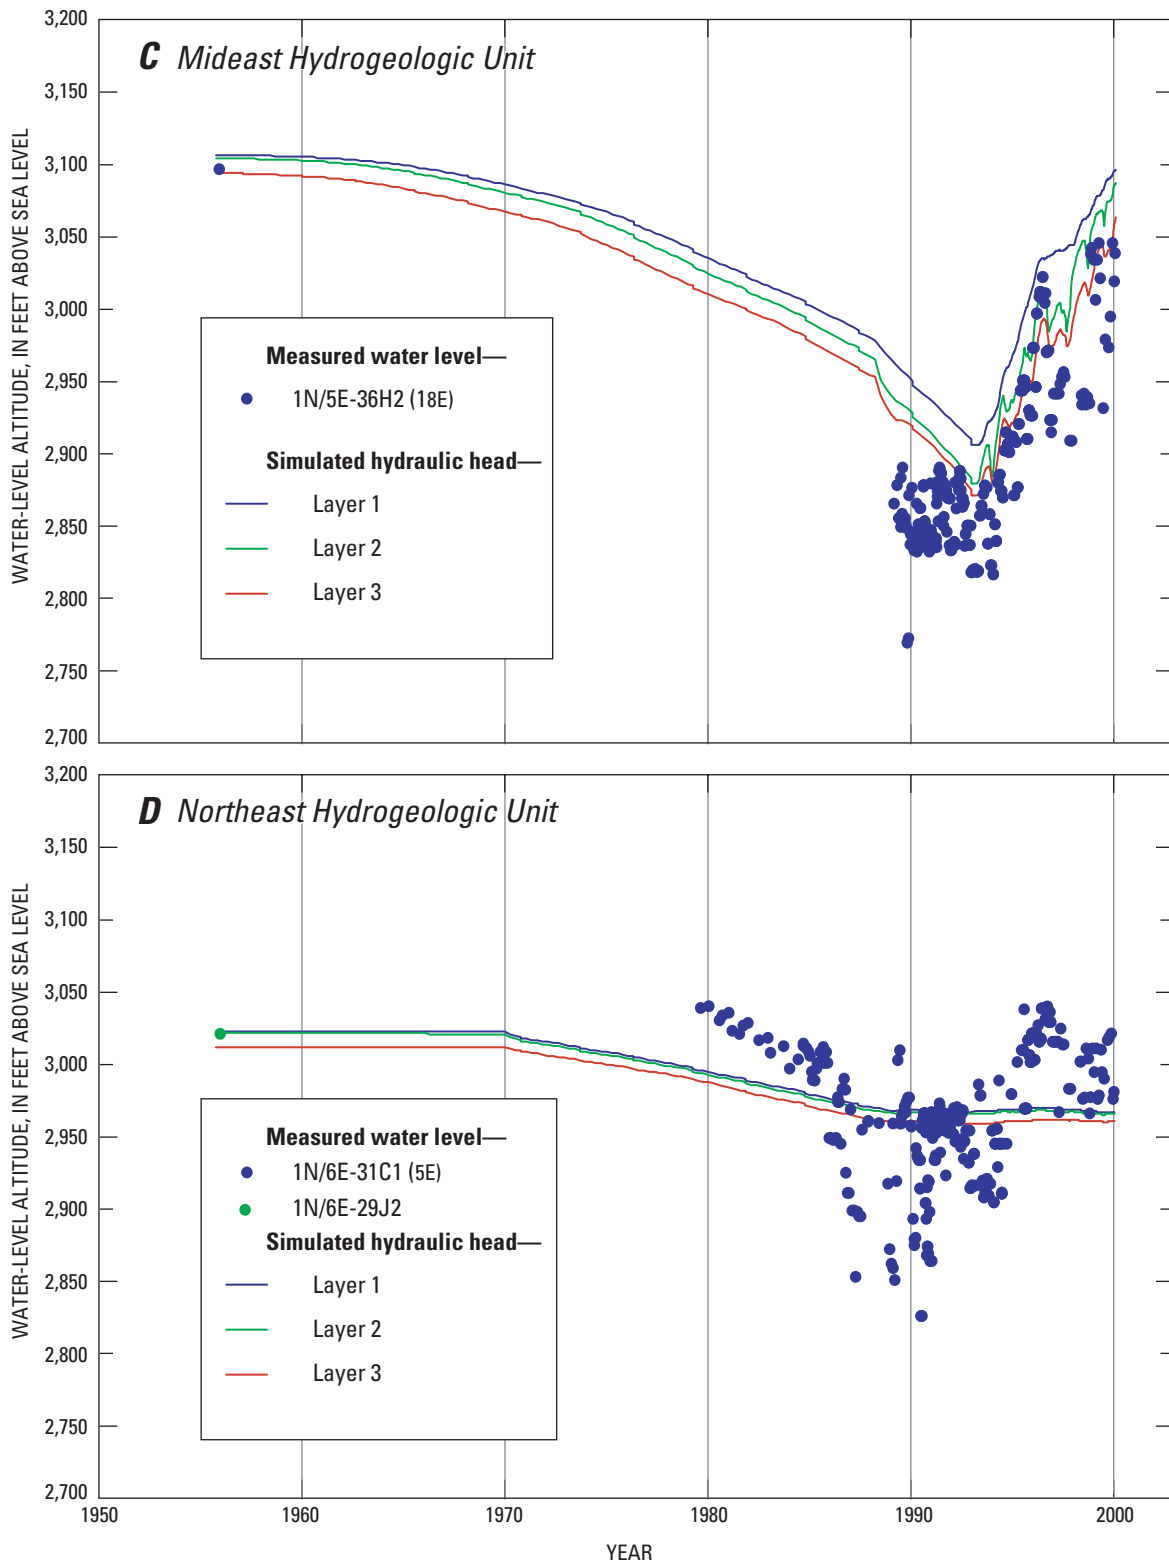 C Mideast Hydrogeologic Unit
WATER-LEVEL ALTITUDE, IN FEET ABOVE SEA LEVEL
3,200
3,150
3,100
3,050
3,000
2,950
2,900
2,850
2,800
2,750
2,700
Measured water level—
1N/5E-36H2 (18E)
Simulated hydraulic head—
Layer 1
Layer 2
Layer 3
D Northeast Hydrogeologic Unit
WATER-LEVEL ALTITUDE, IN FEET ABOVE SEA LEVEL
3,200
3,150
3,100
3,050
3,000
2,950
2,900
2,850
2,800
2,750
2,700
Measured water level—
1N/6E-31C1 (5E)
1N/6E-29J2
Simulated hydraulic head—
Layer 1
Layer 2
Layer 3
1950 1960 1970 1980 1990 2000
YEAR